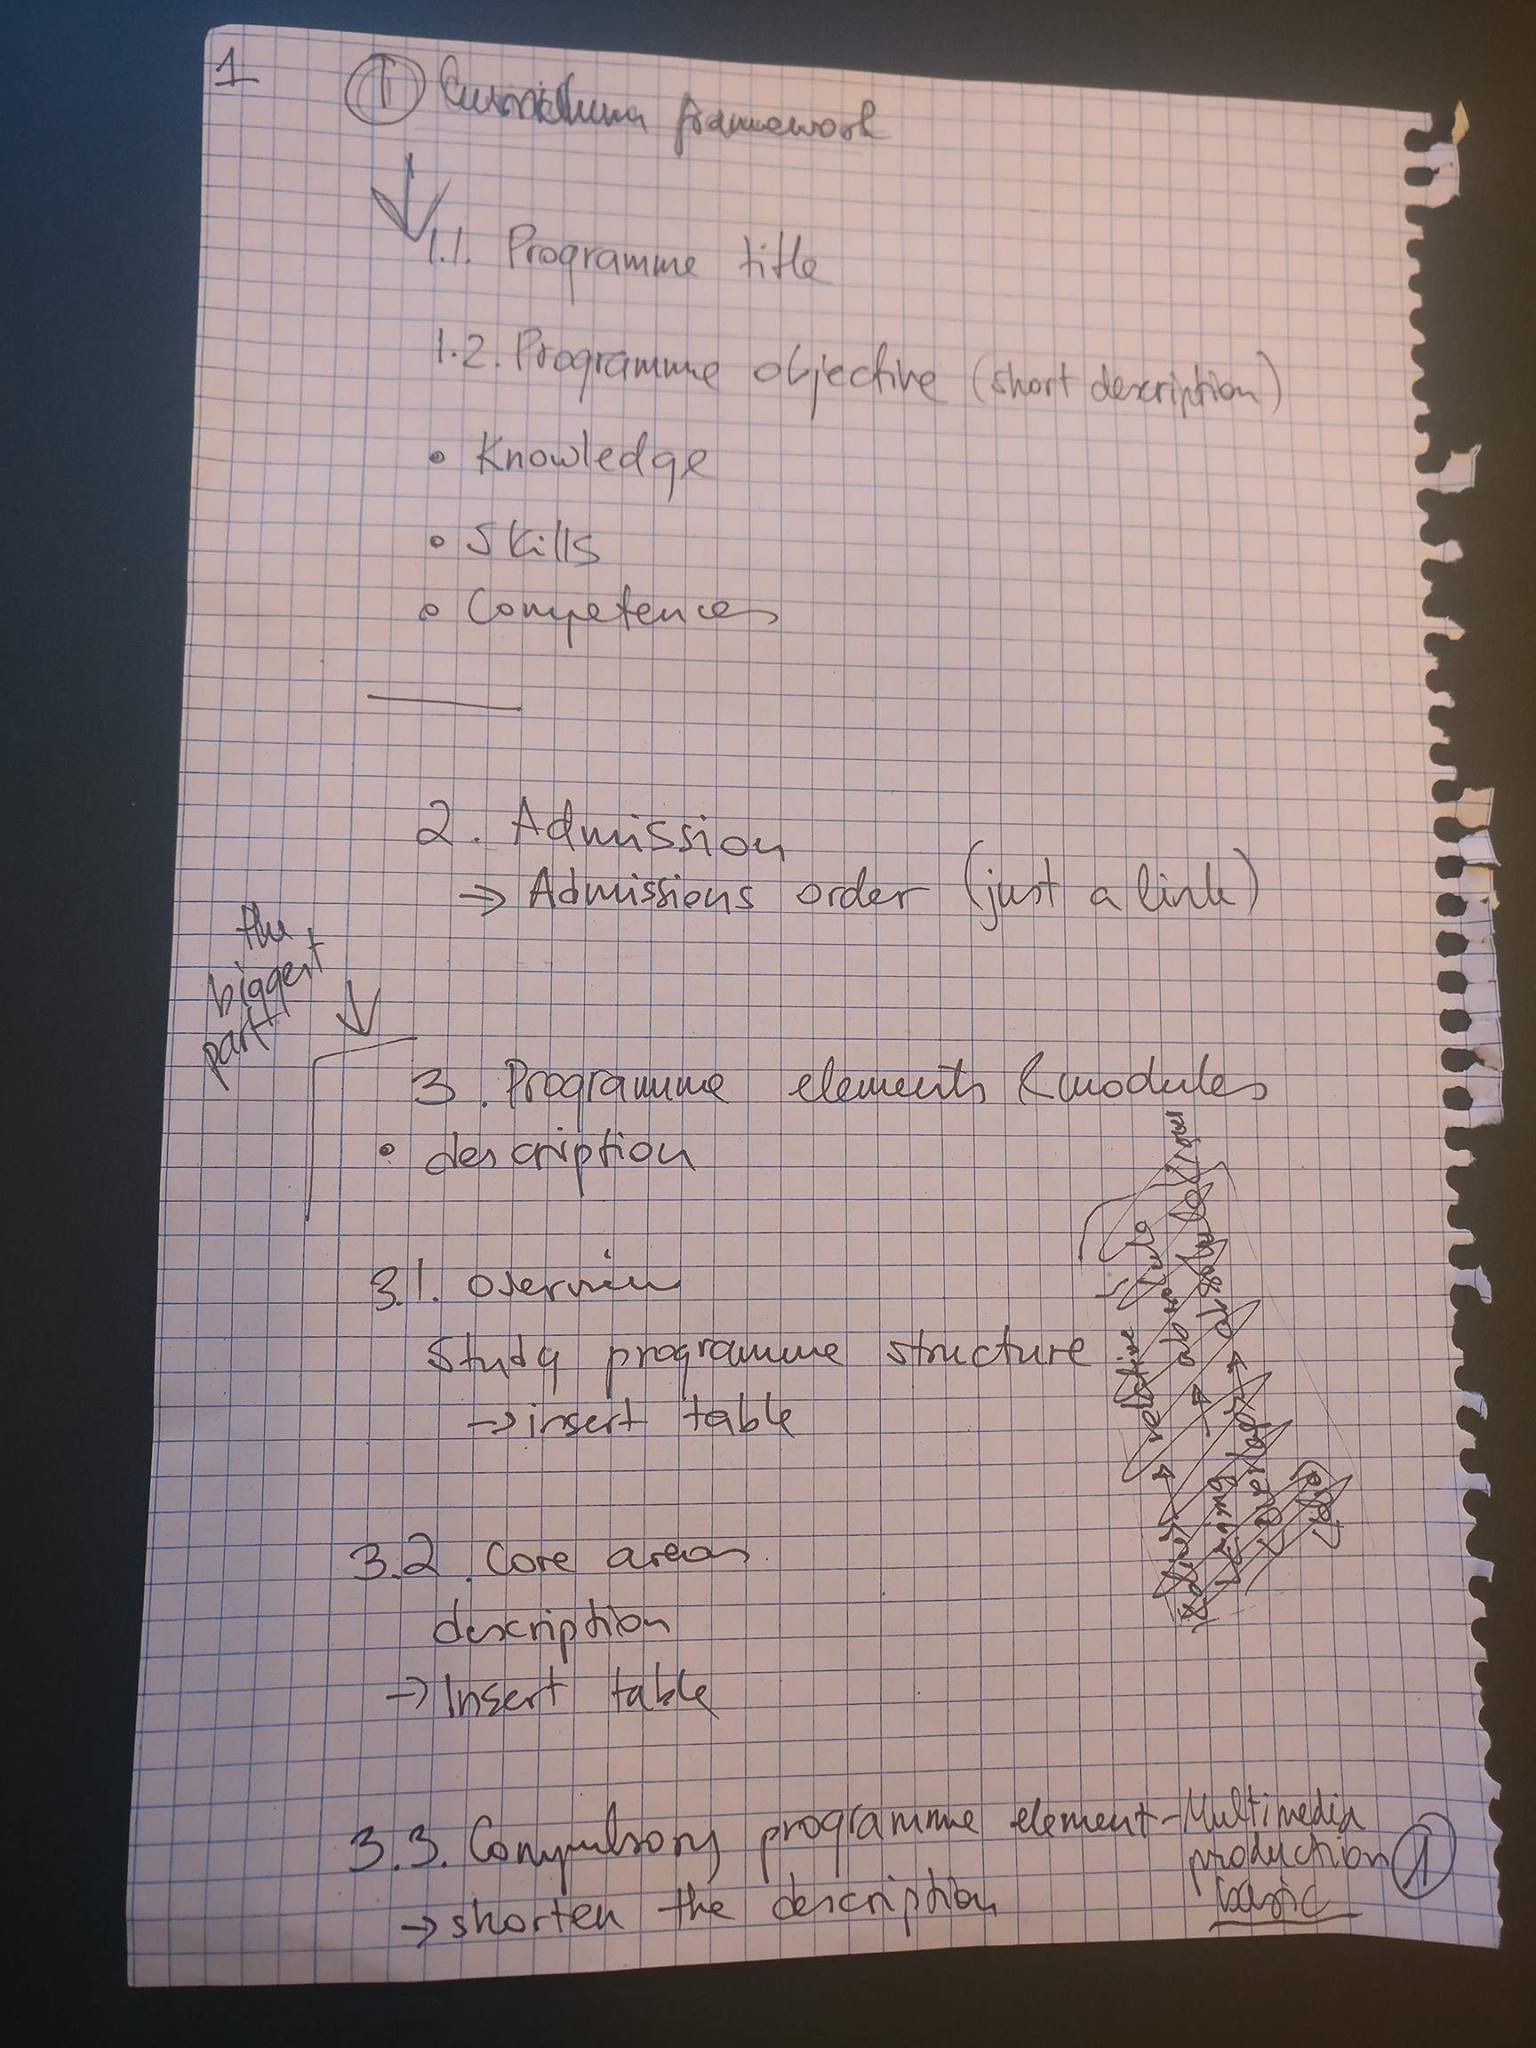 1
1 Curriculum framework
1.1. Programme title
1.2. Programme objective (short description)
• Knowledge
• Skills
• Competences
2. Admission
→ Admissions order (just a link)
the
biggest
part
3. Programme elements & modules
• description
3.1. Overview
Study programme structure
→ insert table
3.2. Core areas
description
→ Insert table
3.3. Compulsory programme element - Multimedia
production 1
basic
→ shorten the description
relative
absolute